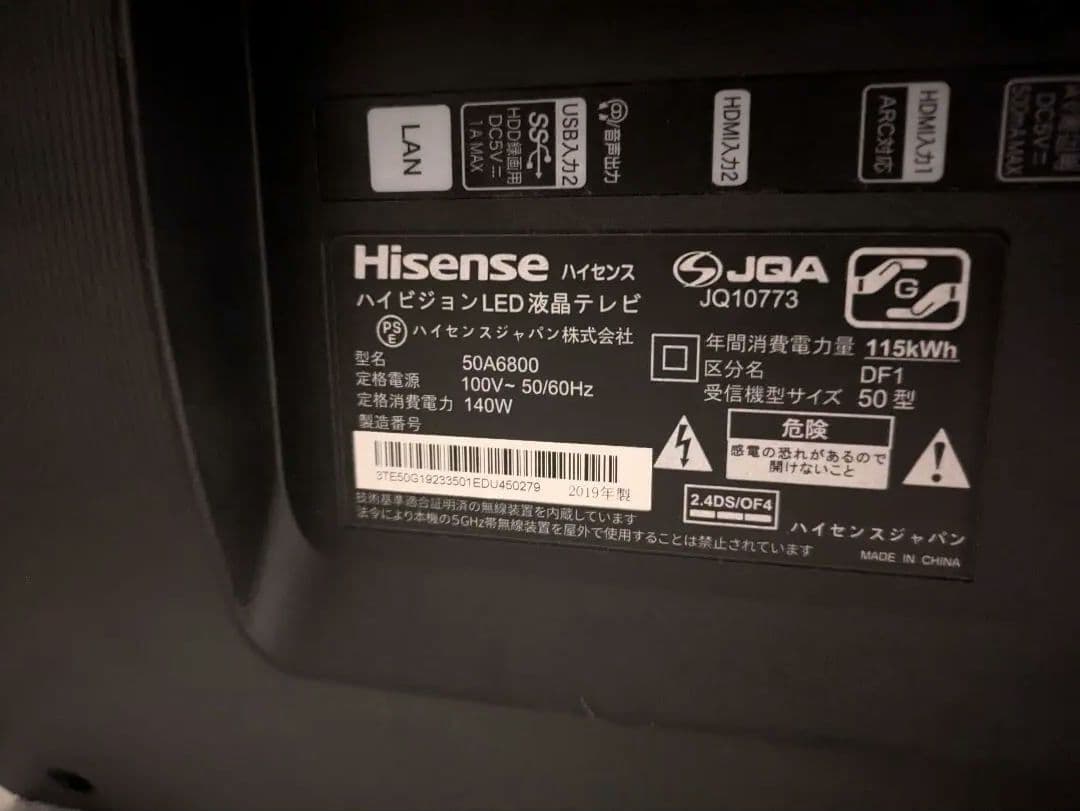 LAN
USB入力2
SS
HDD録画用
DC5V⎓
1A MAX
/音声出力
HDMI入力2
HDMI入力1
ARC対応
DC5V⎓
500mA MAX
Hisense ハイセンス
ハイビジョンLED液晶テレビ
PS
E
ハイセンスジャパン株式会社
型名 50A6800
定格電源 100V~ 50/60Hz
定格消費電力 140W
製造番号
3TE50G19233501EDU450279
2019年製
技術基準適合証明済の無線装置を内蔵しています
法令により本機の5GHz帯無線装置を屋外で使用することは禁止されています
JQA
JQ10773
G
年間消費電力量 115kWh
区分名 DF1
受信機型サイズ 50型
危険
感電の恐れがあるので
開けないこと
2.4DS/OF4
ハイセンスジャパン
MADE IN CHINA